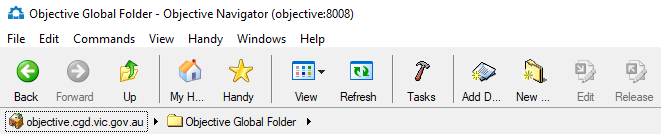 Objective Global Folder - Objective Navigator (objective:8008)
File Edit Commands View Handy Windows Help
Back Forward Up My H... Handy View Refresh Tasks Add D... New ... Edit Release
objective.cgd.vic.gov.au Objective Global Folder